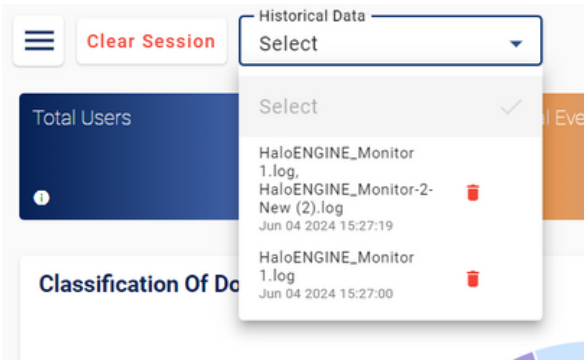 Historical Data
Clear Session
Select
Select
Total Users
HaloENGINE_Monitor
1.log,
HaloENGINE_Monitor-2-
New (2).log
Jun 04 2024 15:27:19
HaloENGINE_Monitor
1.log
Jun 04 2024 15:27:00
Classification Of Do